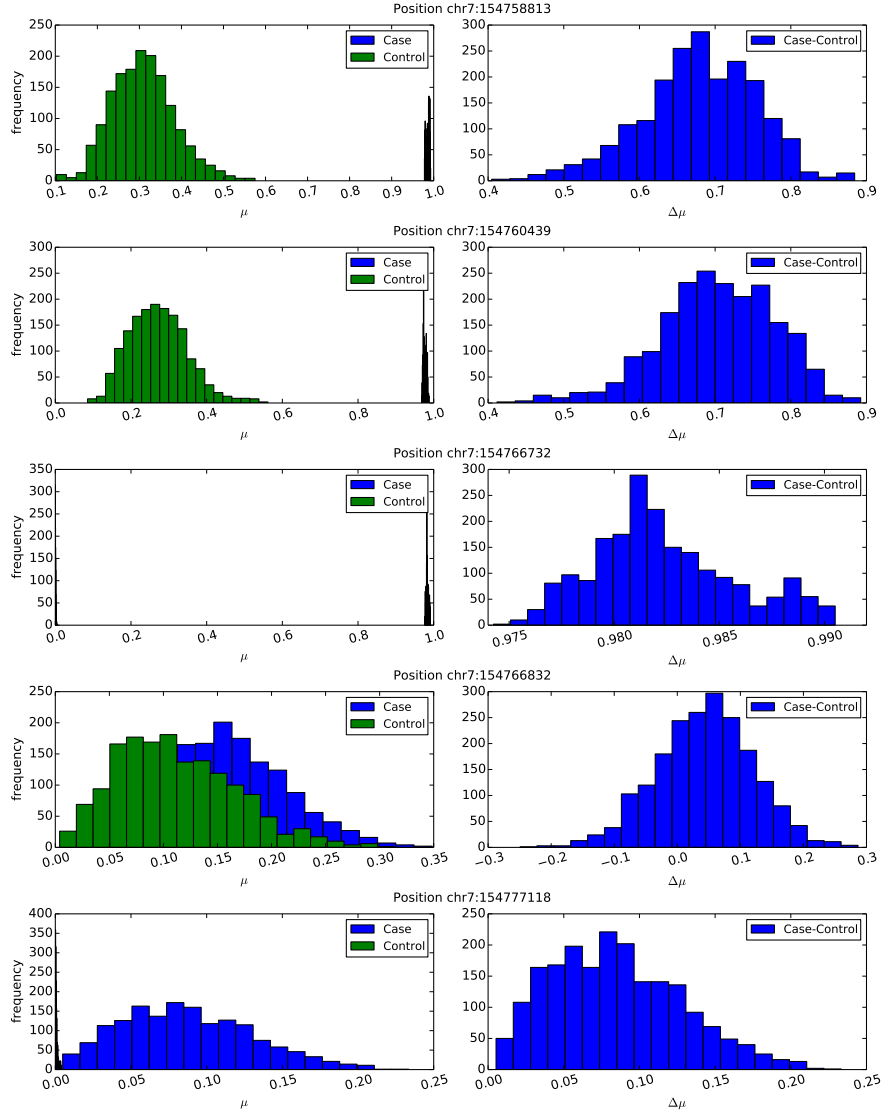 Position chr7:154758813
250
200
150
100
50
0
frequency
0.1 0.2 0.3 0.4 0.5 0.6 0.7 0.8 0.9 1.0
μ
Case
Control
300
250
200
150
100
50
0
0.4 0.5 0.6 0.7 0.8 0.9
Δμ
Case-Control
Position chr7:154760439
300
250
200
150
100
50
0
frequency
0.0 0.2 0.4 0.6 0.8 1.0
μ
Case
Control
300
250
200
150
100
50
0
0.4 0.5 0.6 0.7 0.8 0.9
Δμ
Case-Control
Position chr7:154766732
350
300
250
200
150
100
50
0
frequency
0.0 0.2 0.4 0.6 0.8 1.0
μ
Case
Control
300
250
200
150
100
50
0
0.975 0.980 0.985 0.990
Δμ
Case-Control
Position chr7:154766832
250
200
150
100
50
0
frequency
0.00 0.05 0.10 0.15 0.20 0.25 0.30 0.35
μ
Case
Control
300
250
200
150
100
50
0
−0.3 −0.2 −0.1 0.0 0.1 0.2 0.3
Δμ
Case-Control
Position chr7:154777118
400
350
300
250
200
150
100
50
0
frequency
0.00 0.05 0.10 0.15 0.20 0.25
μ
Case
Control
250
200
150
100
50
0
0.00 0.05 0.10 0.15 0.20 0.25
Δμ
Case-Control